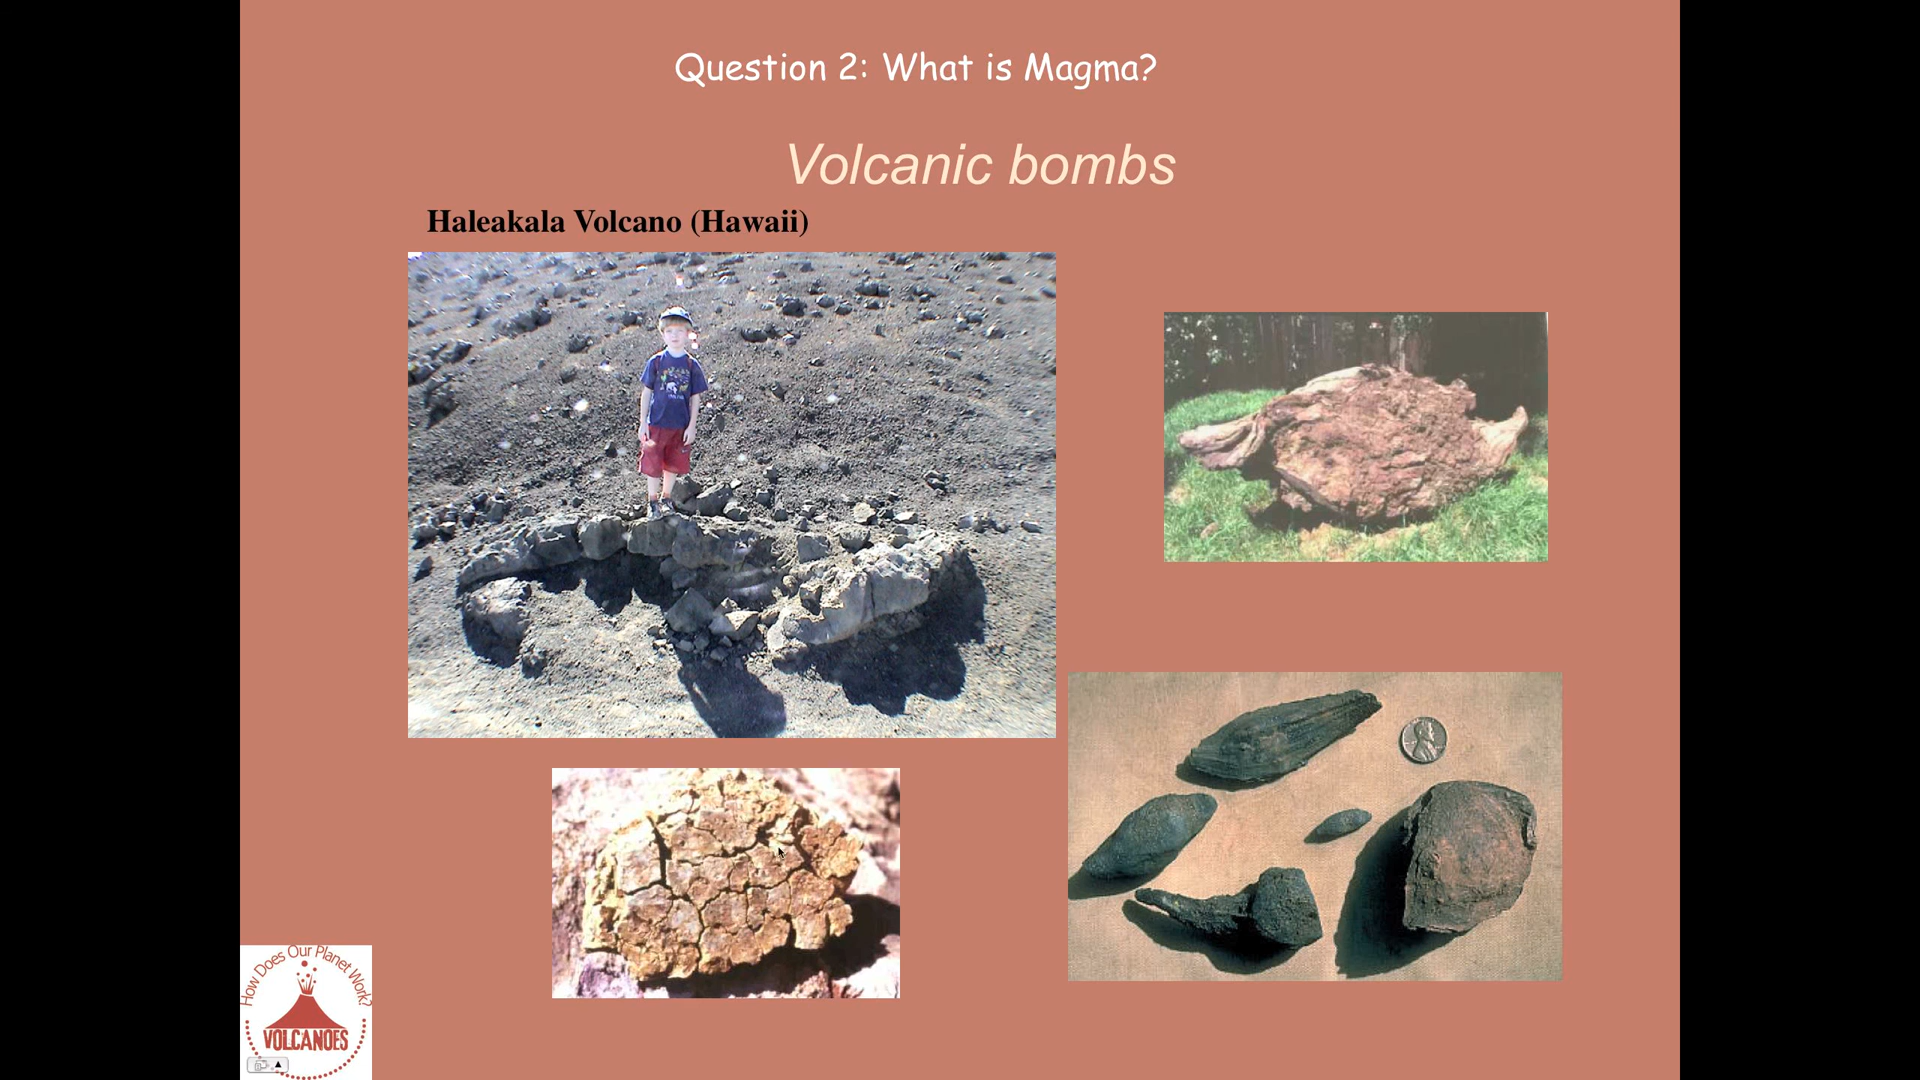 Question 2: What is Magma?
Volcanic bombs
Haleakala Volcano (Hawaii)
How Does Our Planet Work?
VOLCANOES